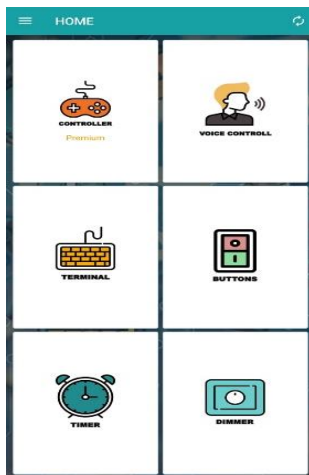 HOME
CONTROLLER
Premium
VOICE CONTROLL
TERMINAL
BUTTONS
TIMER
DIMMER